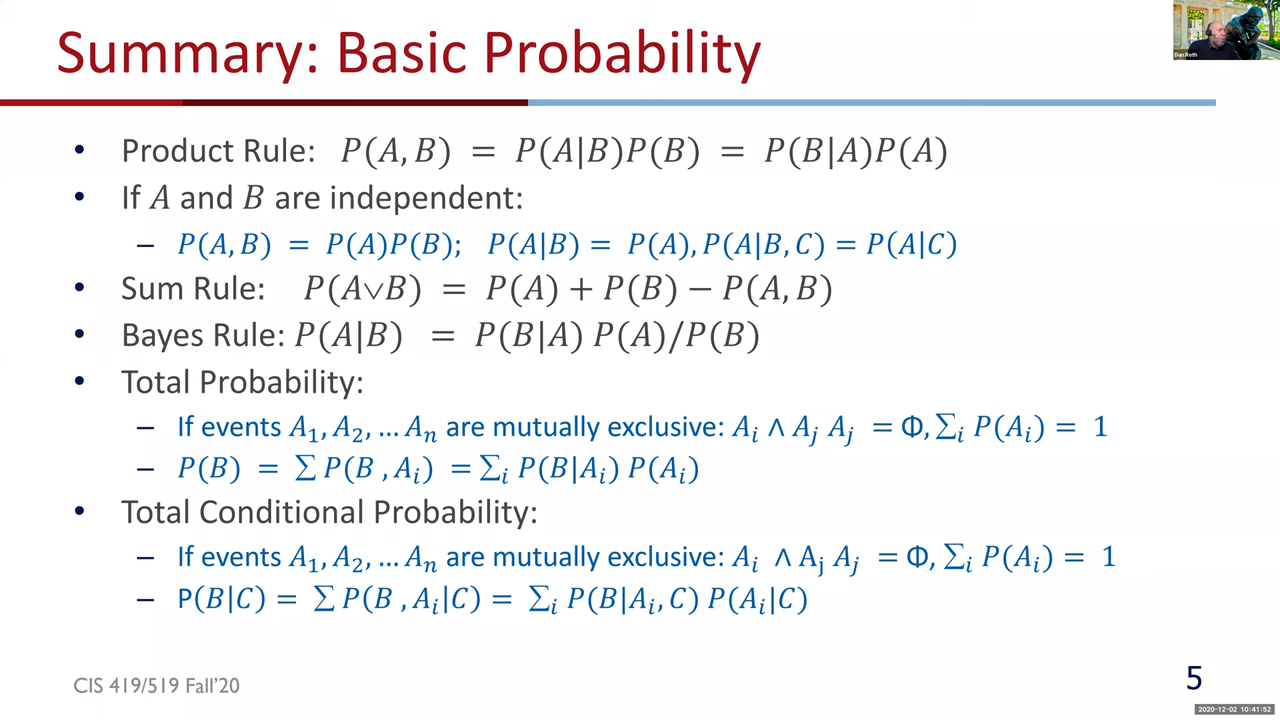 Summary: Basic Probability
Dan Roth
• Product Rule: P(A, B) = P(A|B)P(B) = P(B|A)P(A)
• If A and B are independent:
– P(A, B) = P(A)P(B); P(A|B) = P(A), P(A|B, C) = P(A|C)
• Sum Rule: P(A∨B) = P(A) + P(B) − P(A, B)
• Bayes Rule: P(A|B) = P(B|A) P(A)/P(B)
• Total Probability:
– If events A₁, A₂, … Aₙ are mutually exclusive: Aᵢ ∧ Aⱼ Aⱼ = Φ, ∑ᵢ P(Aᵢ) = 1
– P(B) = ∑ P(B , Aᵢ) = ∑ᵢ P(B|Aᵢ) P(Aᵢ)
• Total Conditional Probability:
– If events A₁, A₂, … Aₙ are mutually exclusive: Aᵢ ∧ Aⱼ Aⱼ = Φ, ∑ᵢ P(Aᵢ) = 1
– P(B|C) = ∑ P(B , Aᵢ|C) = ∑ᵢ P(B|Aᵢ, C) P(Aᵢ|C)
CIS 419/519 Fall’20
5
2020-12-02 10:41:52